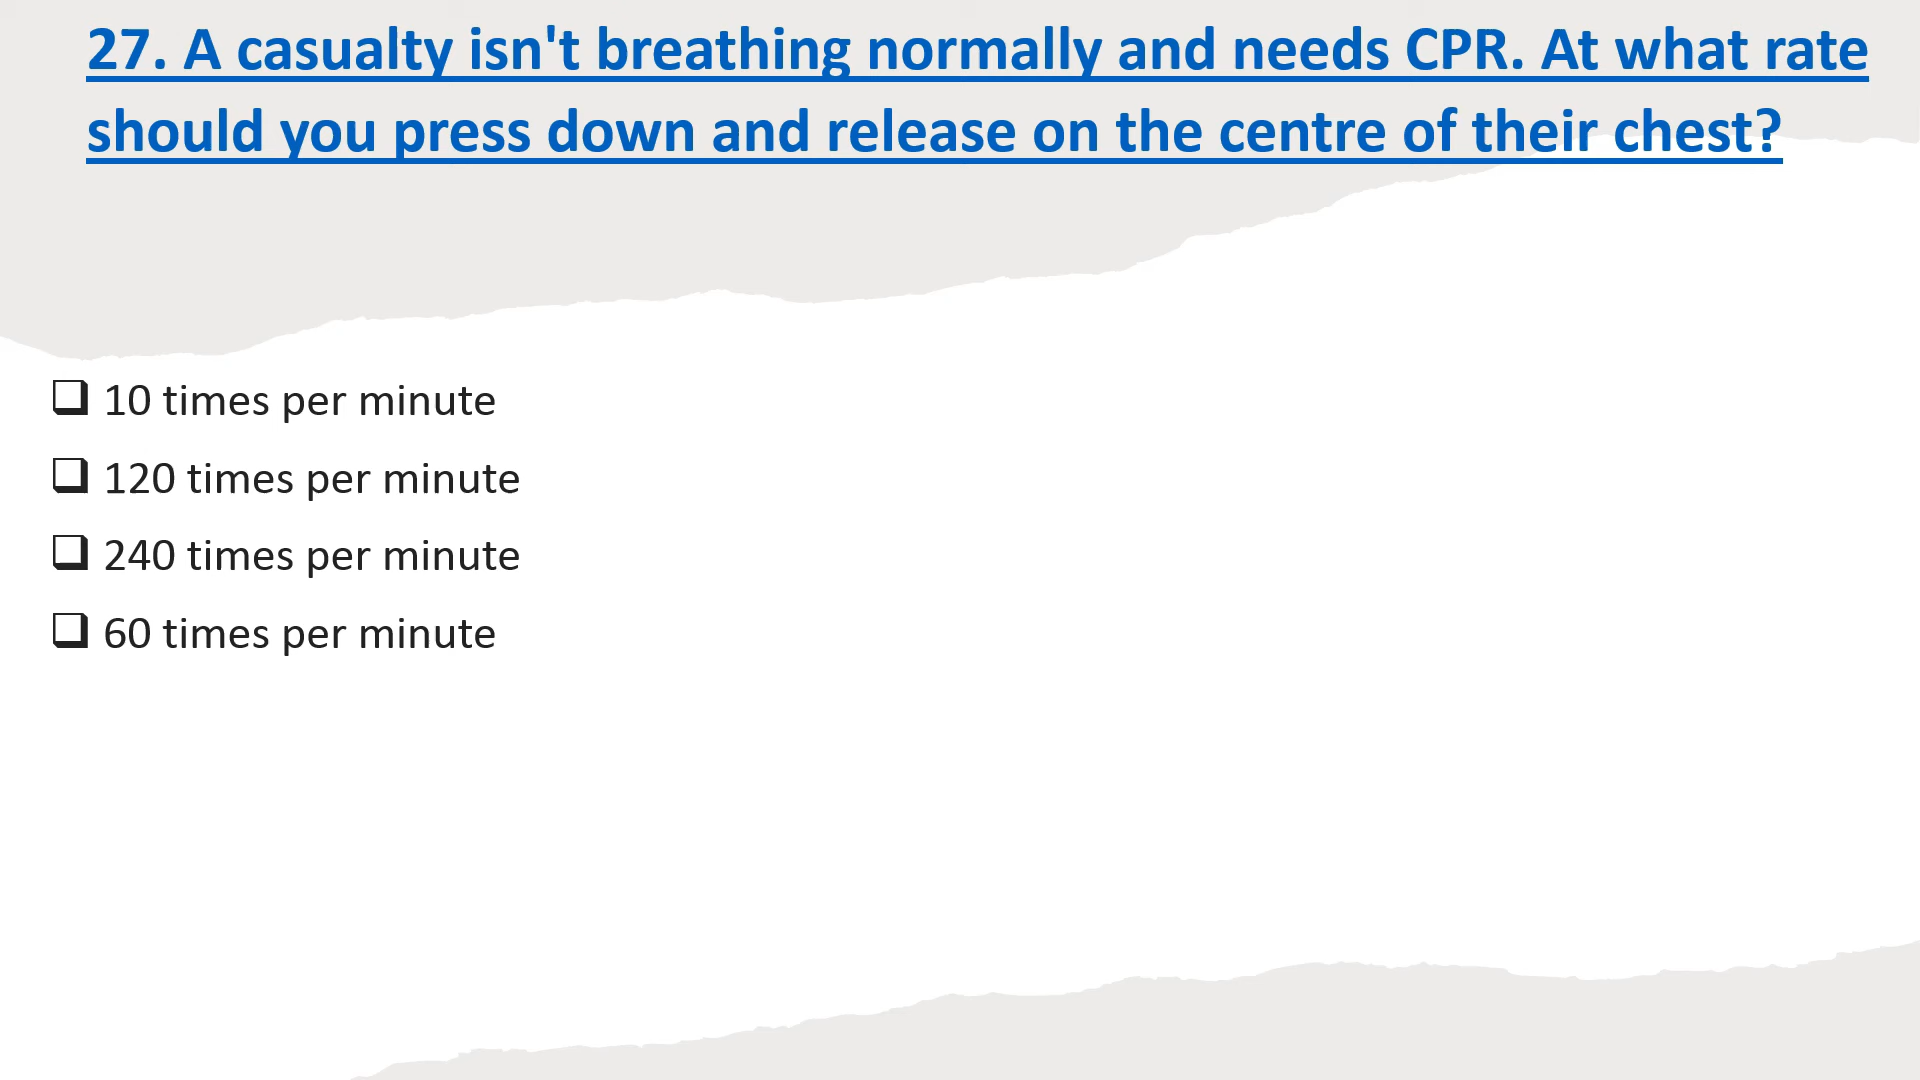 27. A casualty isn't breathing normally and needs CPR. At what rate
should you press down and release on the centre of their chest?
❑ 10 times per minute
❑ 120 times per minute
❑ 240 times per minute
❑ 60 times per minute